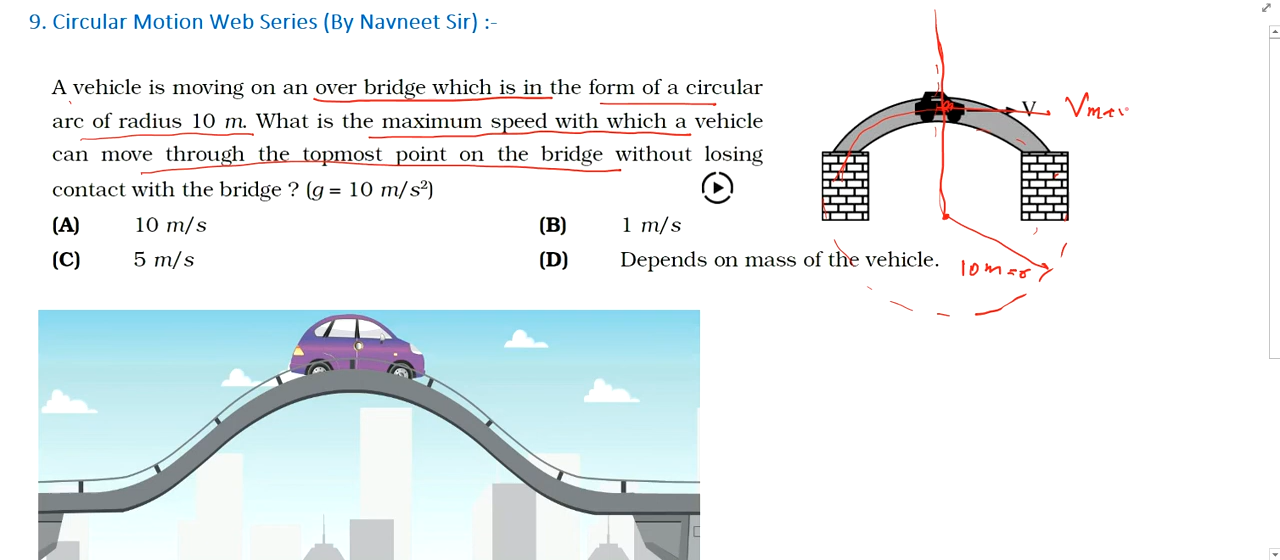 9. Circular Motion Web Series (By Navneet Sir) :-
A vehicle is moving on an over bridge which is in the form of a circular
arc of radius 10 m. What is the maximum speed with which a vehicle
can move through the topmost point on the bridge without losing
contact with the bridge ? (g = 10 m/s²)
(A) 10 m/s (B) 1 m/s
(C) 5 m/s (D) Depends on mass of the vehicle.
V Vmax
10m=r